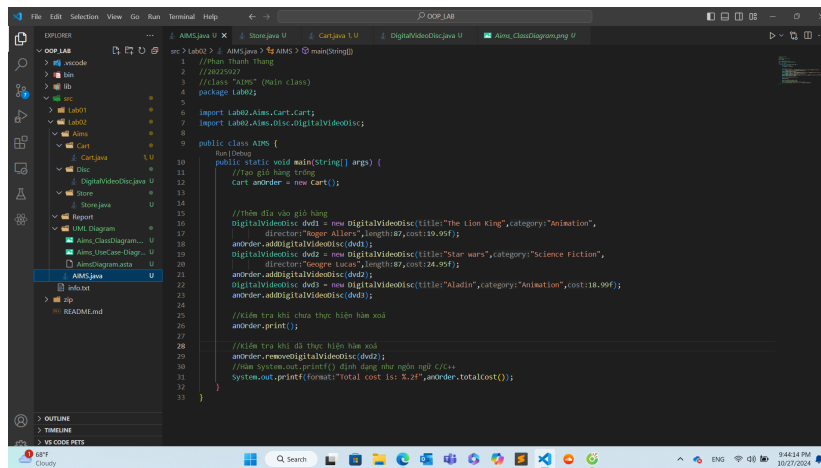 File Edit Selection View Go Run Terminal Help
OOP_LAB
EXPLORER
OOP_LAB
.vscode
bin
lib
src
Lab01
Lab02
Aims
Cart
Cart.java 1, U
Disc
DigitalVideoDisc.java U
Store
Store.java U
Report
UML Diagram
Aims_ClassDiagram.... U
Aims_UseCase-Diagr... U
AimsDiagram.asta U
AIMS.java U
info.txt
zip
README.md
OUTLINE
TIMELINE
VS CODE PETS
AIMS.java U
Store.java U
Cart.java 1, U
DigitalVideoDisc.java U
Aims_ClassDiagram.png U
src > Lab02 > AIMS.java > AIMS > main(String[])
1 //Phan Thanh Thang
2 //20225927
3 //class "AIMS" (Main class)
4 package Lab02;
5
6 import Lab02.Aims.Cart.Cart;
7 import Lab02.Aims.Disc.DigitalVideoDisc;
8
9 public class AIMS {
Run | Debug
10 public static void main(String[] args) {
11 //Tạo giỏ hàng trống
12 Cart anOrder = new Cart();
13
14
15 //Thêm đĩa vào giỏ hàng
16 DigitalVideoDisc dvd1 = new DigitalVideoDisc(title:"The Lion King",category:"Animation",
17 director:"Roger Allers",length:87,cost:19.95f);
18 anOrder.addDigitalVideoDisc(dvd1);
19 DigitalVideoDisc dvd2 = new DigitalVideoDisc(title:"Star wars",category:"Science Fiction",
20 director:"Geogre Lucas",length:87,cost:24.95f);
21 anOrder.addDigitalVideoDisc(dvd2);
22 DigitalVideoDisc dvd3 = new DigitalVideoDisc(title:"Aladin",category:"Animation",cost:18.99f);
23 anOrder.addDigitalVideoDisc(dvd3);
24
25 //Kiểm tra khi chưa thực hiện hàm xoá
26 anOrder.print();
27
28 //Kiểm tra khi đã thực hiện hàm xoá
29 anOrder.removeDigitalVideoDisc(dvd2);
30 //Hàm System.out.printf() định dạng như ngôn ngữ C/C++
31 System.out.printf(format:"Total cost is: %.2f",anOrder.totalCost());
32 }
33 }
68°F
Cloudy
Search
ENG
9:44:14 PM
10/27/2024